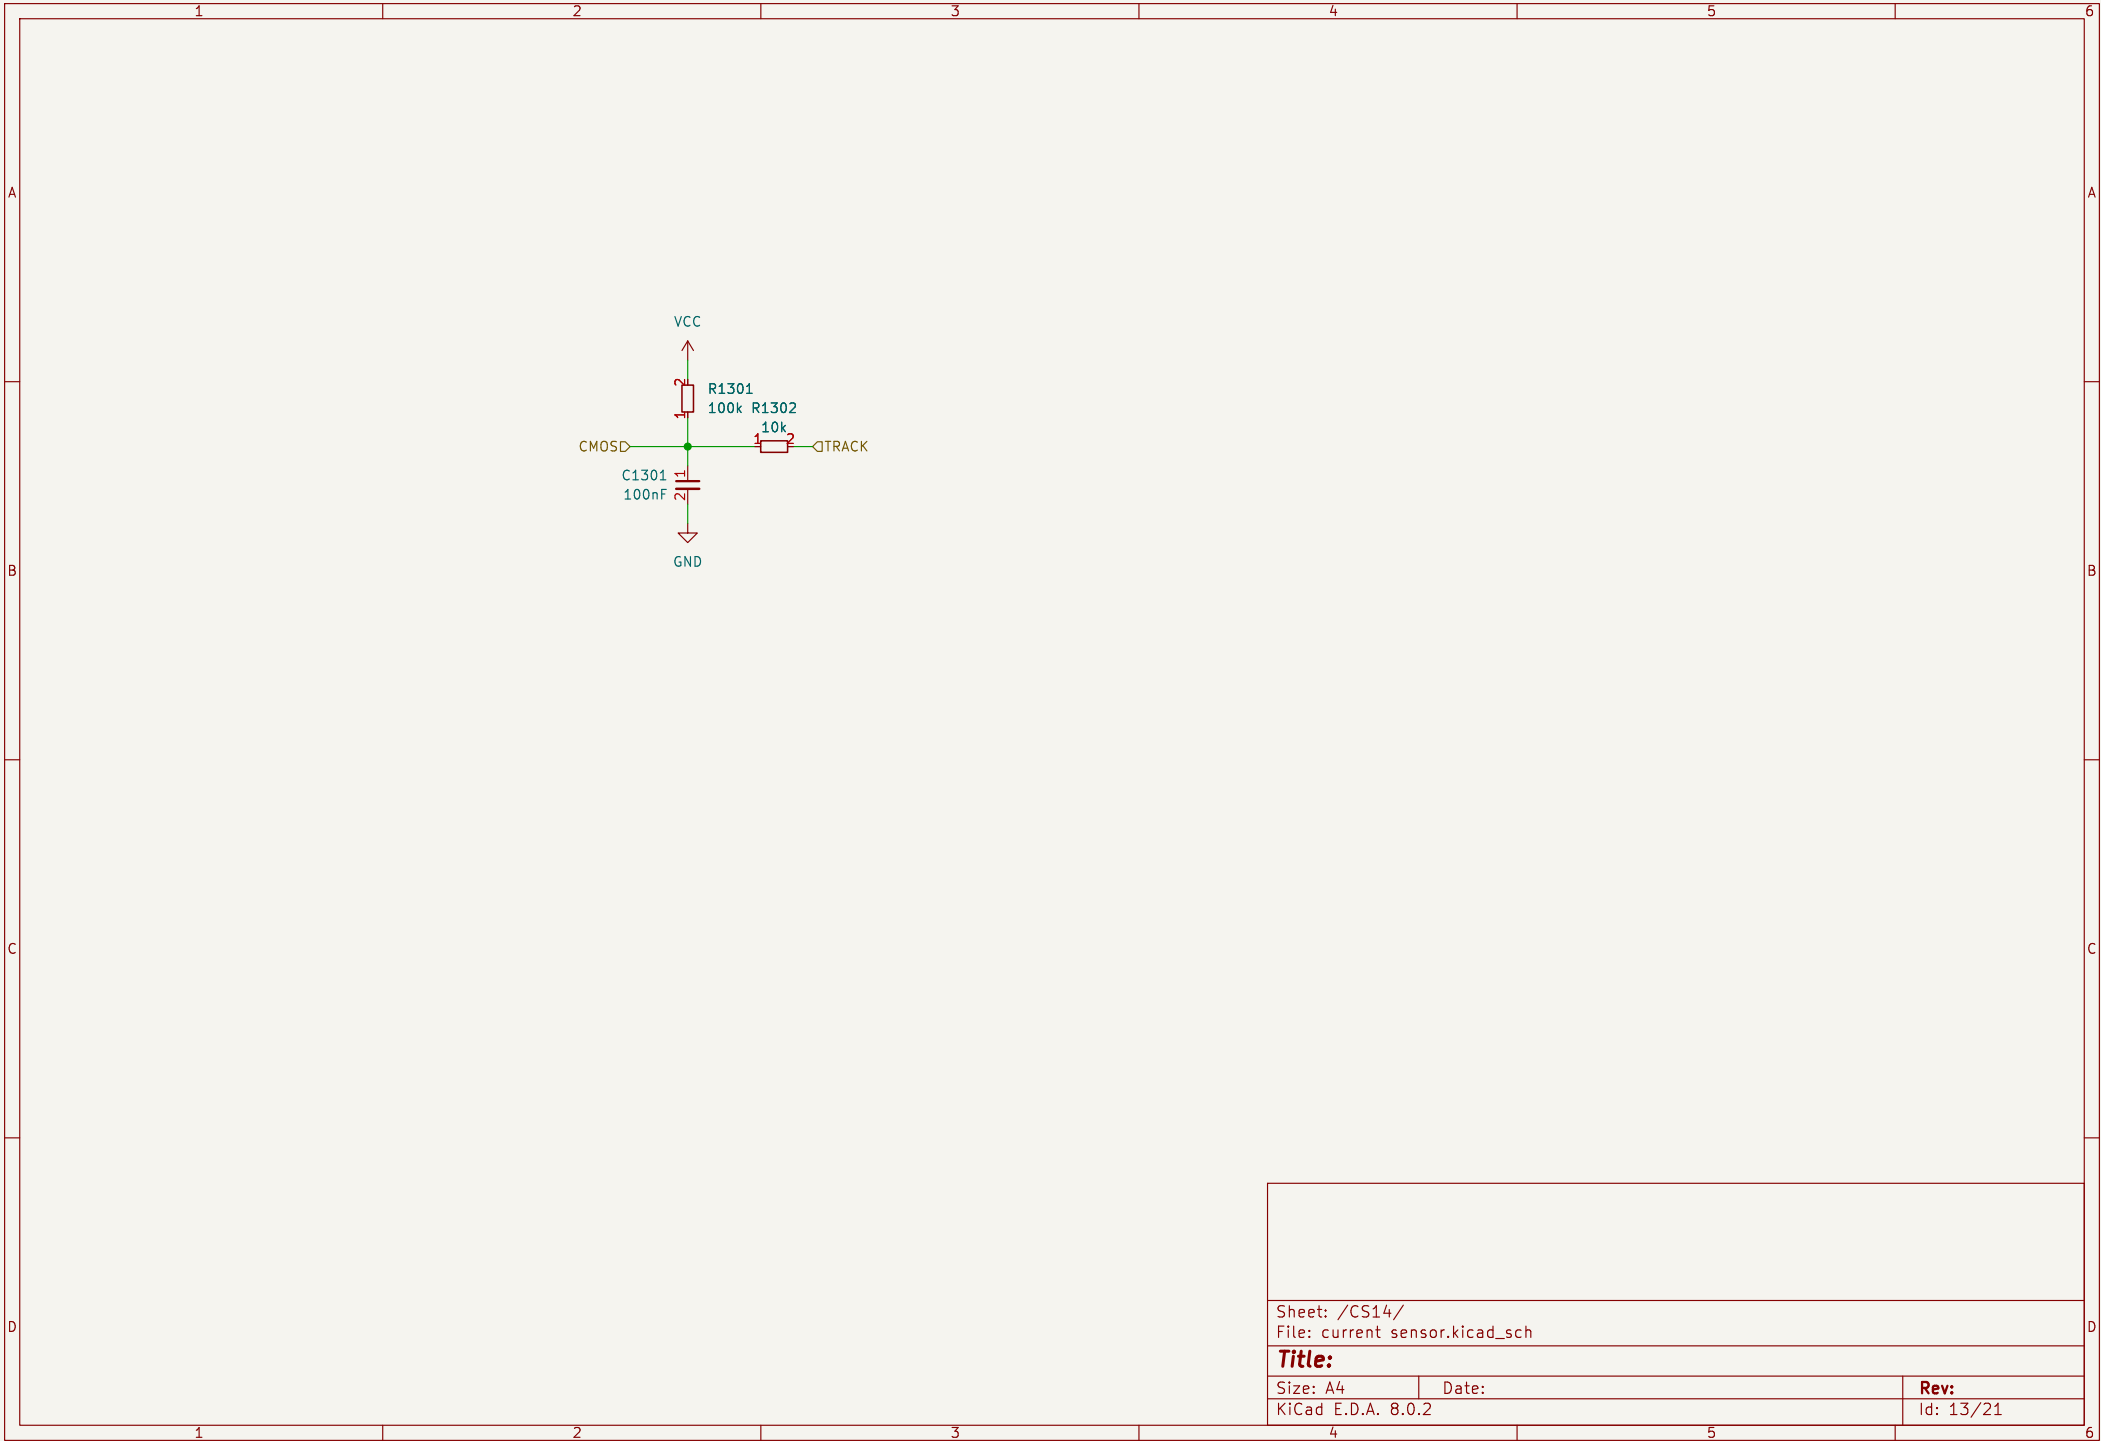 1 2 3 4 5 6
A A
VCC
2
R1301
1
100k R1302
10k
1 2
CMOS TRACK
C1301 1
100nF 2
GND
B B
C C
Sheet: /CS14/
File: current sensor.kicad_sch
D D
Title:
Size: A4 Date: Rev:
KiCad E.D.A. 8.0.2 Id: 13/21
1 2 3 4 5 6